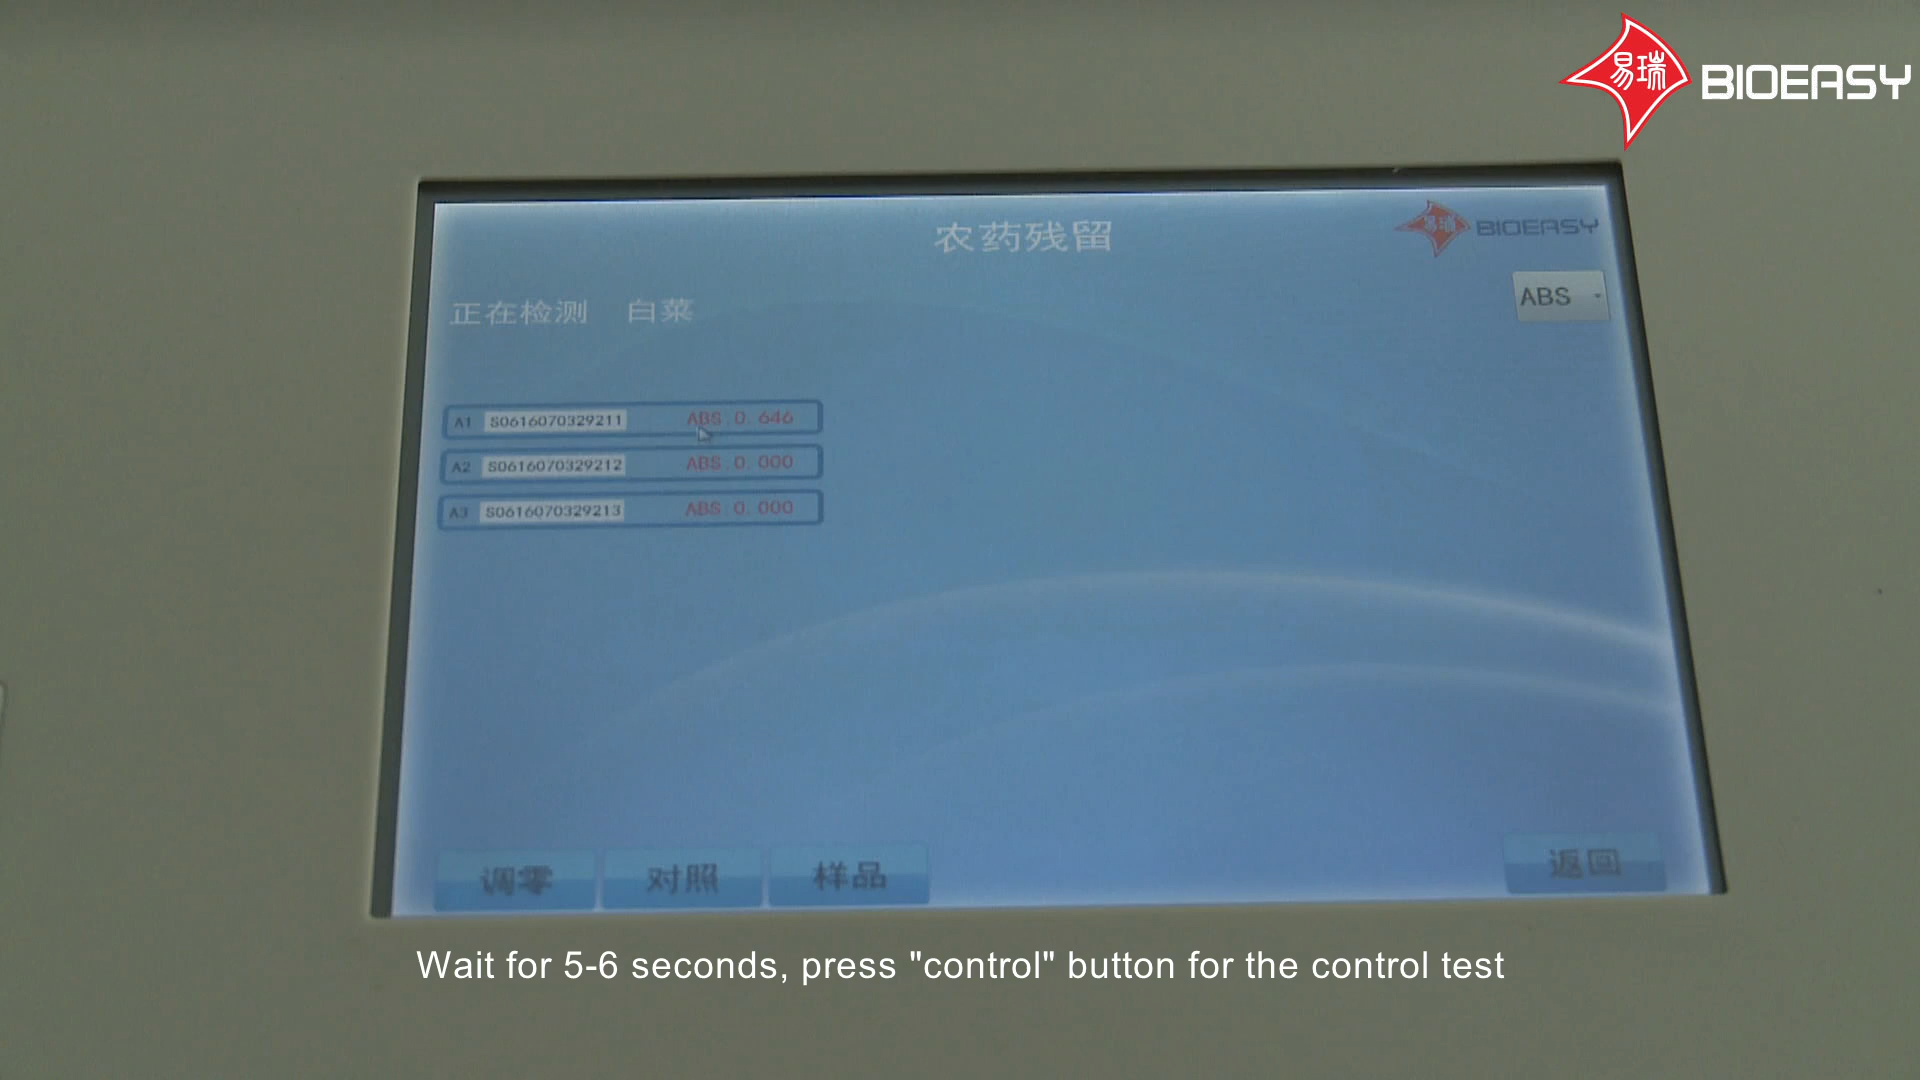 易瑞 BIOEASY
农药残留
易瑞 BIOEASY
ABS
正在检测 白菜
A1 S0616070329211 ABS 0.646
A2 S0616070329212 ABS 0.000
A3 S0616070329213 ABS 0.000
调零 对照 样品 返回
Wait for 5-6 seconds, press "control" button for the control test